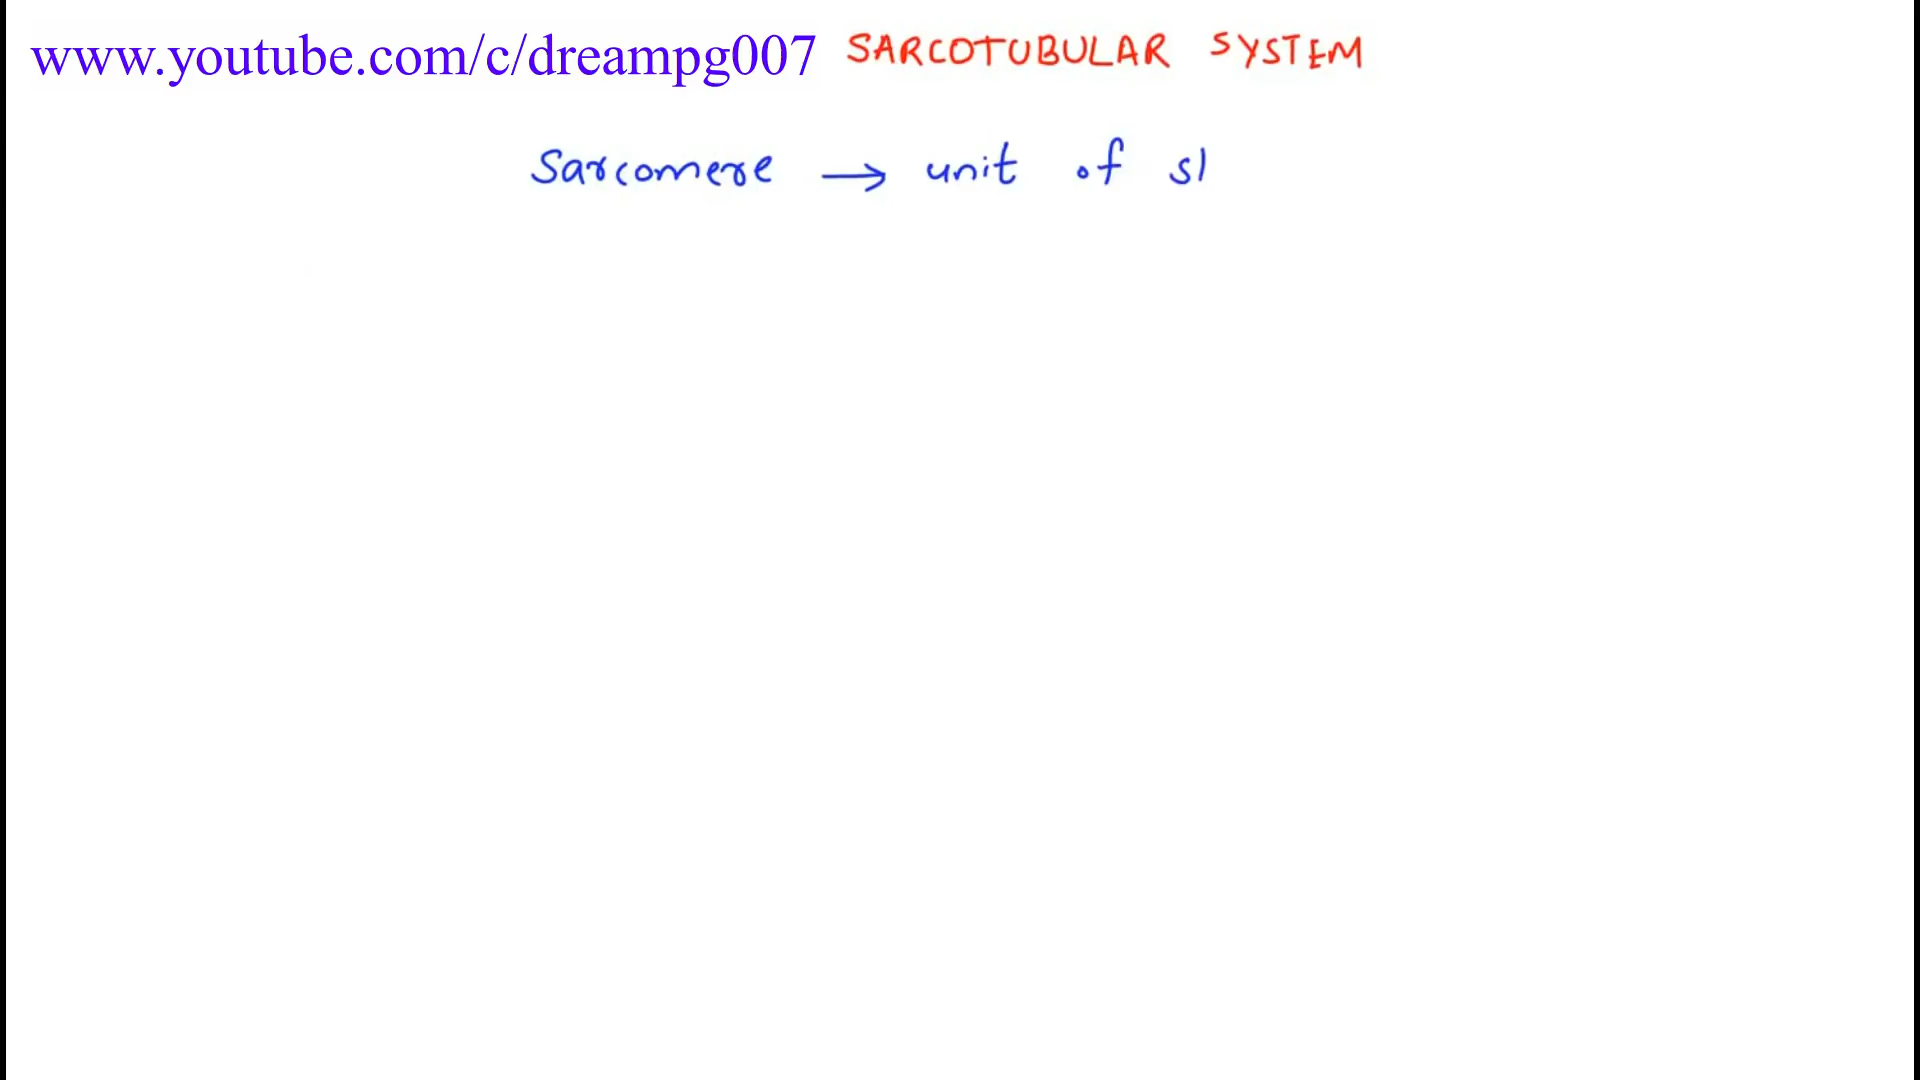 www.youtube.com/c/dreampg007 SARCOTUBULAR SYSTEM
Sarcomere → unit of sl